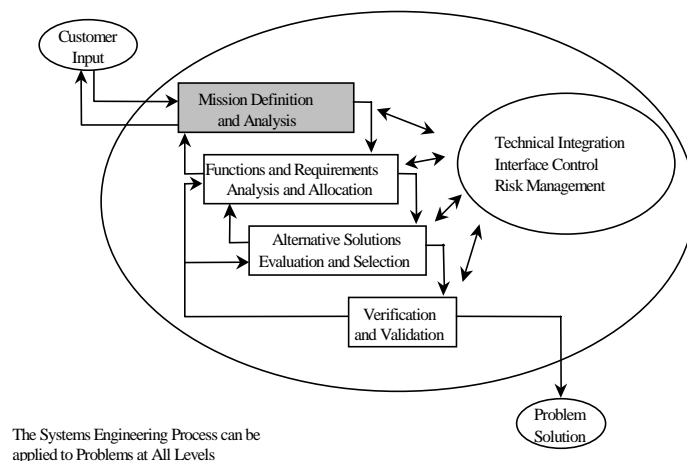 Customer
Input
Mission Definition
and Analysis
Functions and Requirements
Analysis and Allocation
Alternative Solutions
Evaluation and Selection
Verification
and Validation
Technical Integration
Interface Control
Risk Management
Problem
Solution
The Systems Engineering Process can be
applied to Problems at All Levels